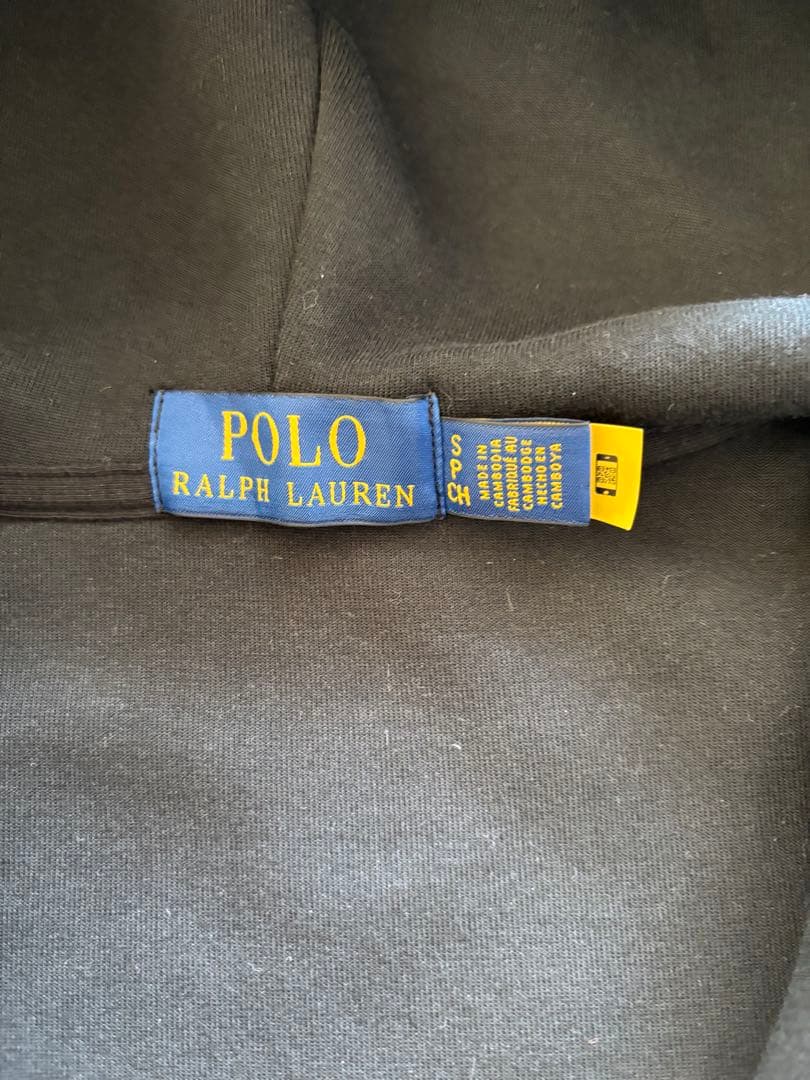 POLO
RALPH LAUREN
S
P
CH
MADE IN
CAMBODIA
FABRIQUÉ AU
CAMBODGE
HECHO EN
CAMBOYA